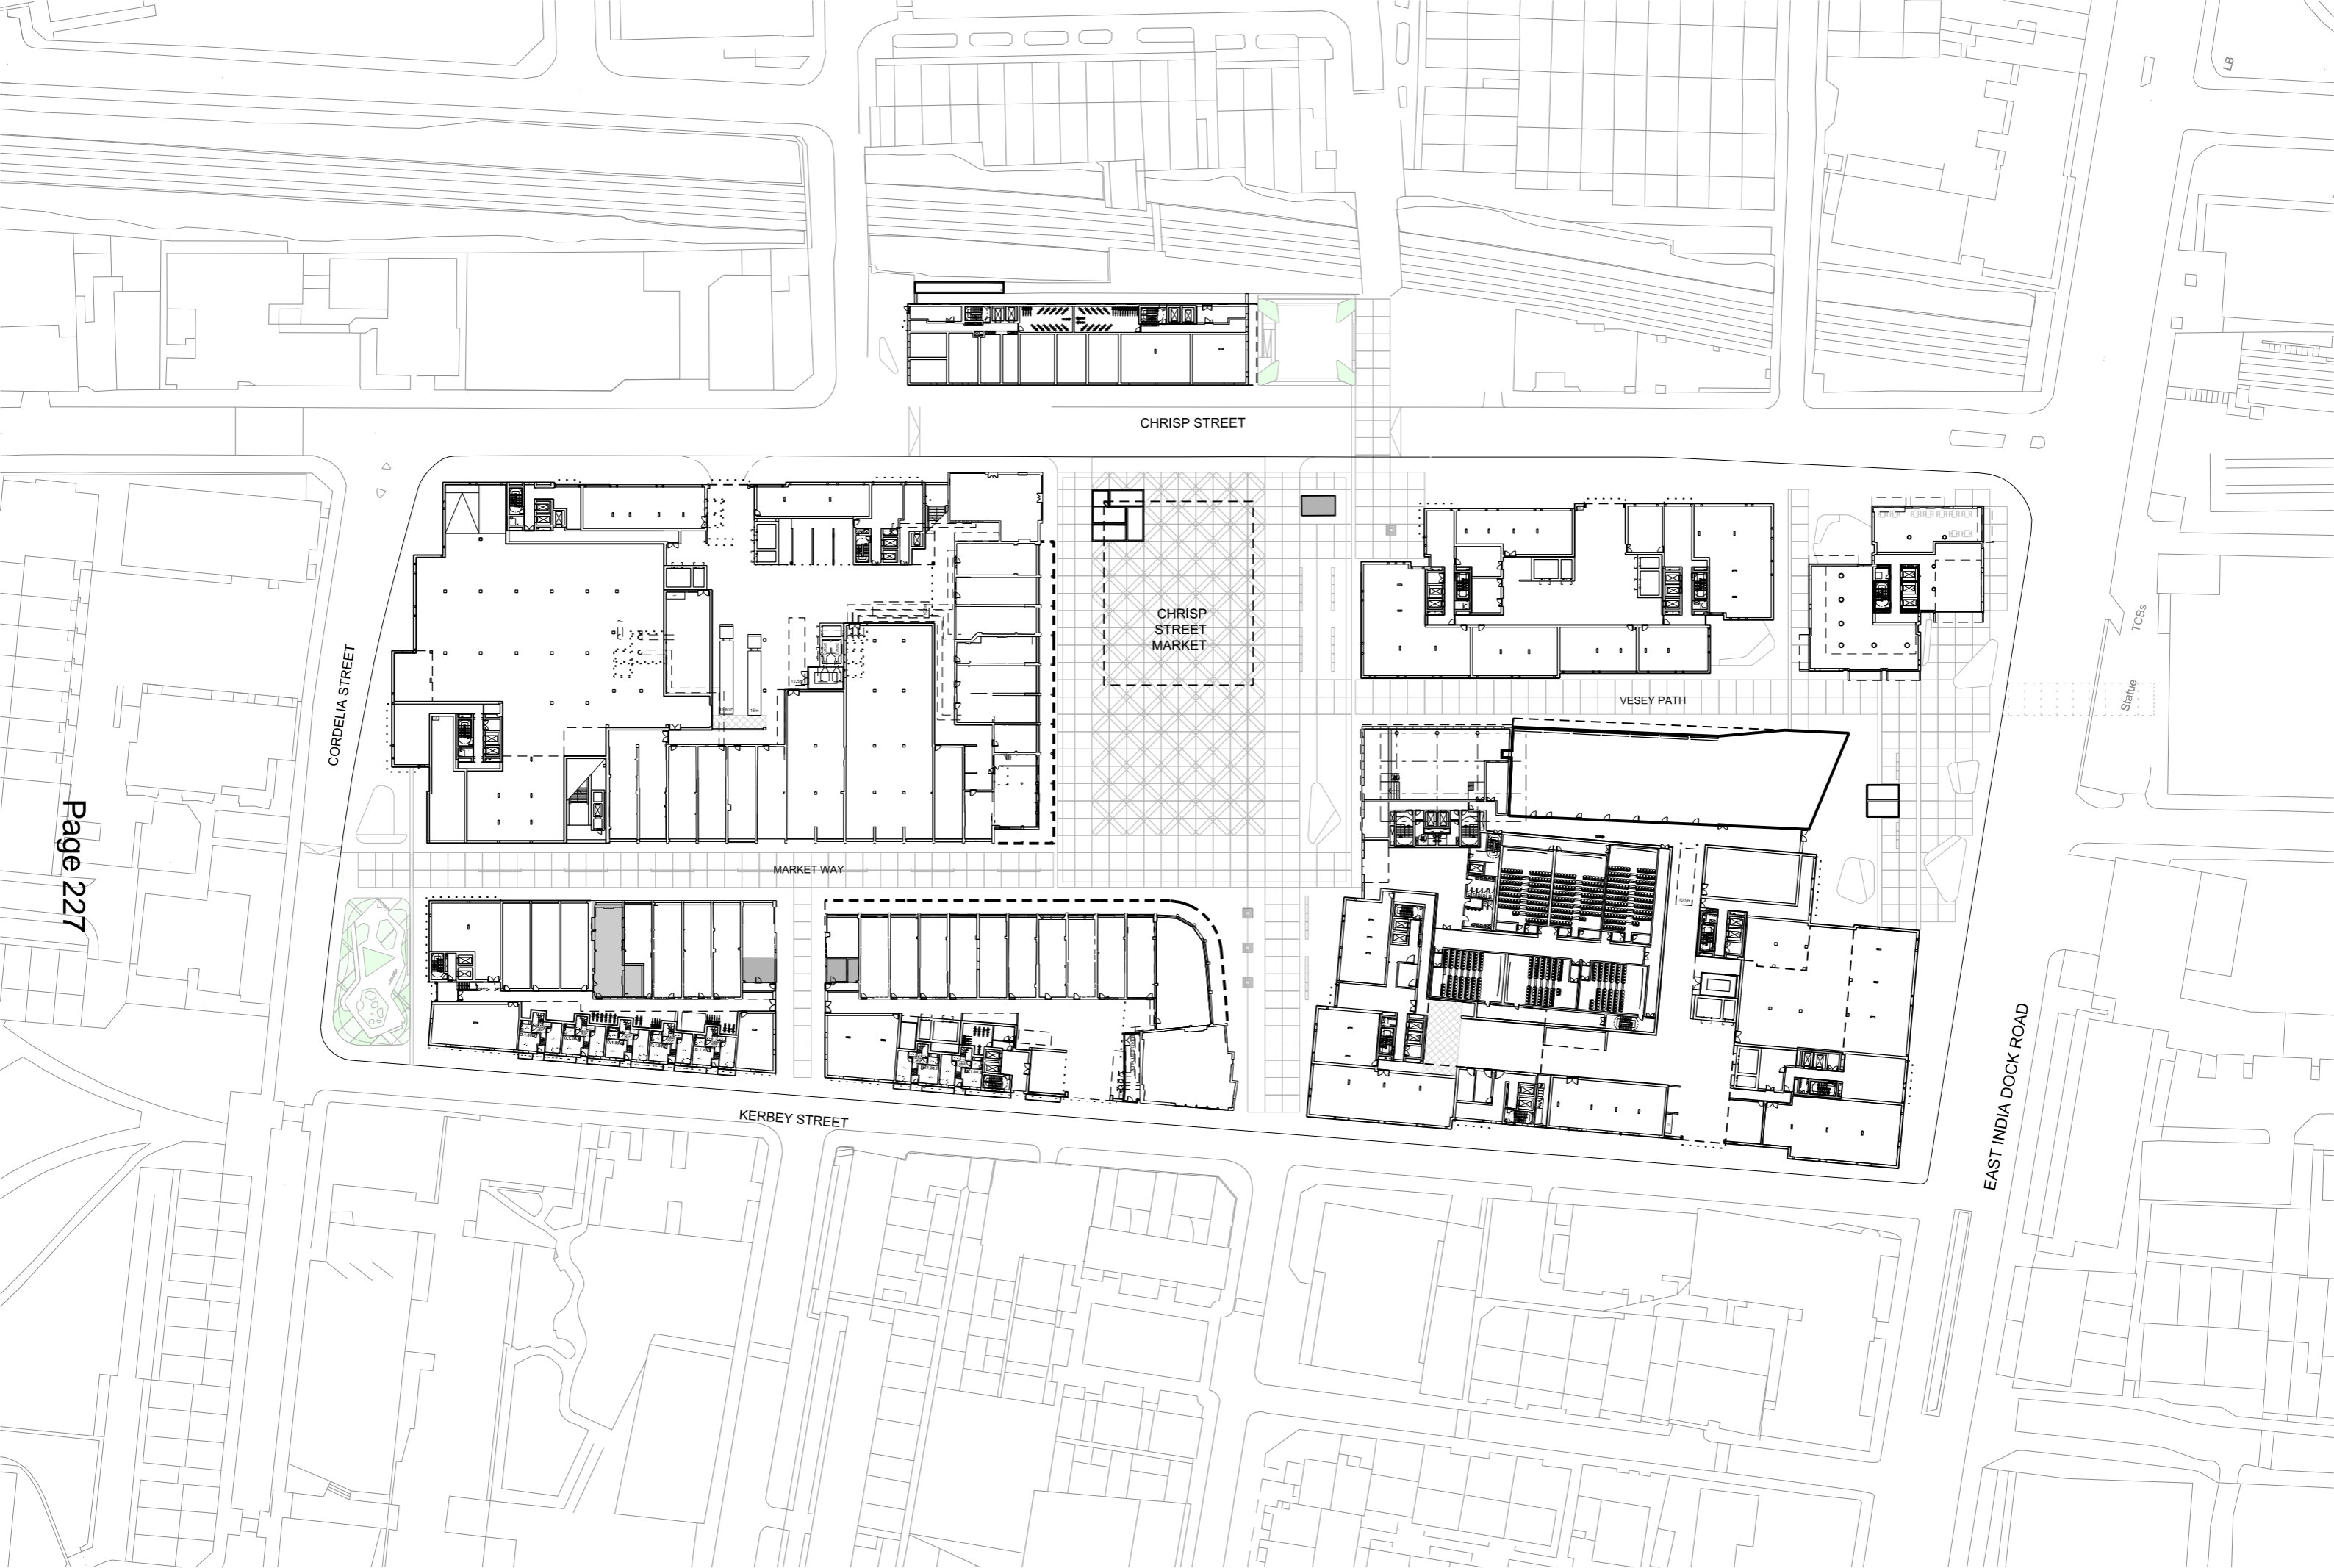 LB
CHRISP STREET
CHRISP
STREET
MARKET
TCBs
CORDELIA STREET
Statue
VESEY PATH
Page 227
MARKET WAY
EAST INDIA DOCK ROAD
KERBEY STREET